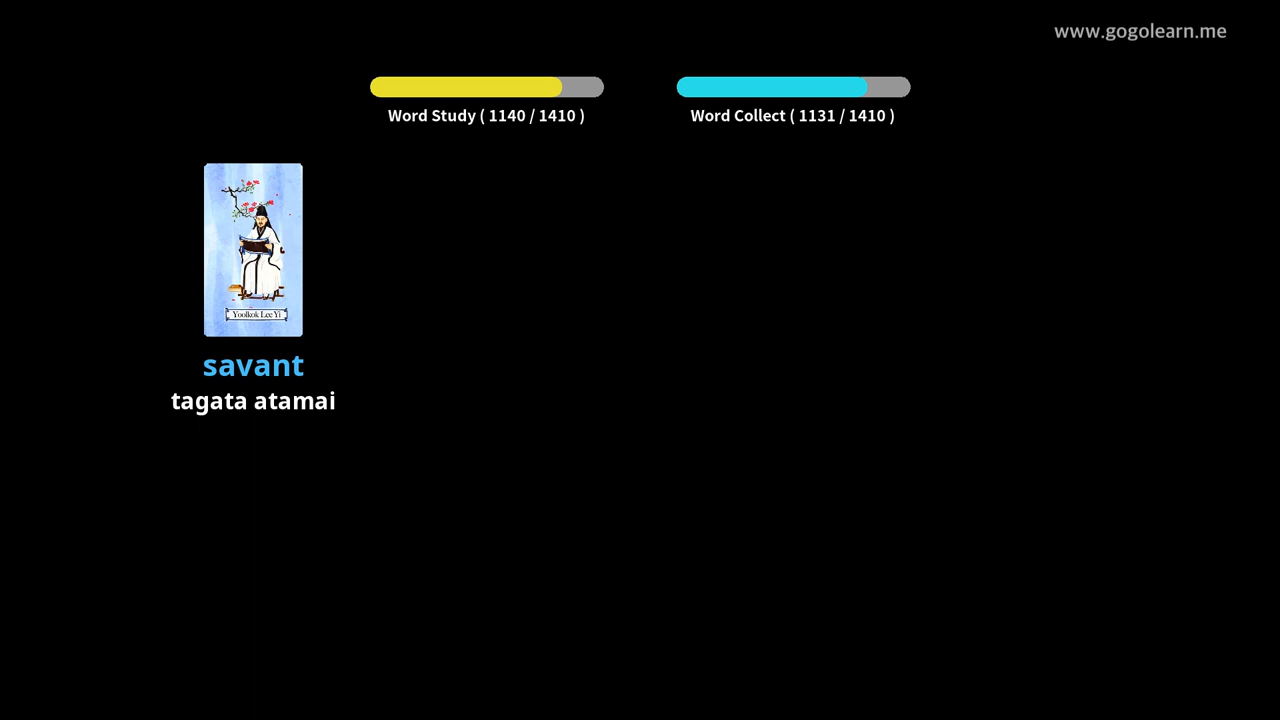 www.gogolearn.me
Word Study ( 1140 / 1410 )
Word Collect ( 1131 / 1410 )
Yoolkok Lee Yi
savant
tagata atamai